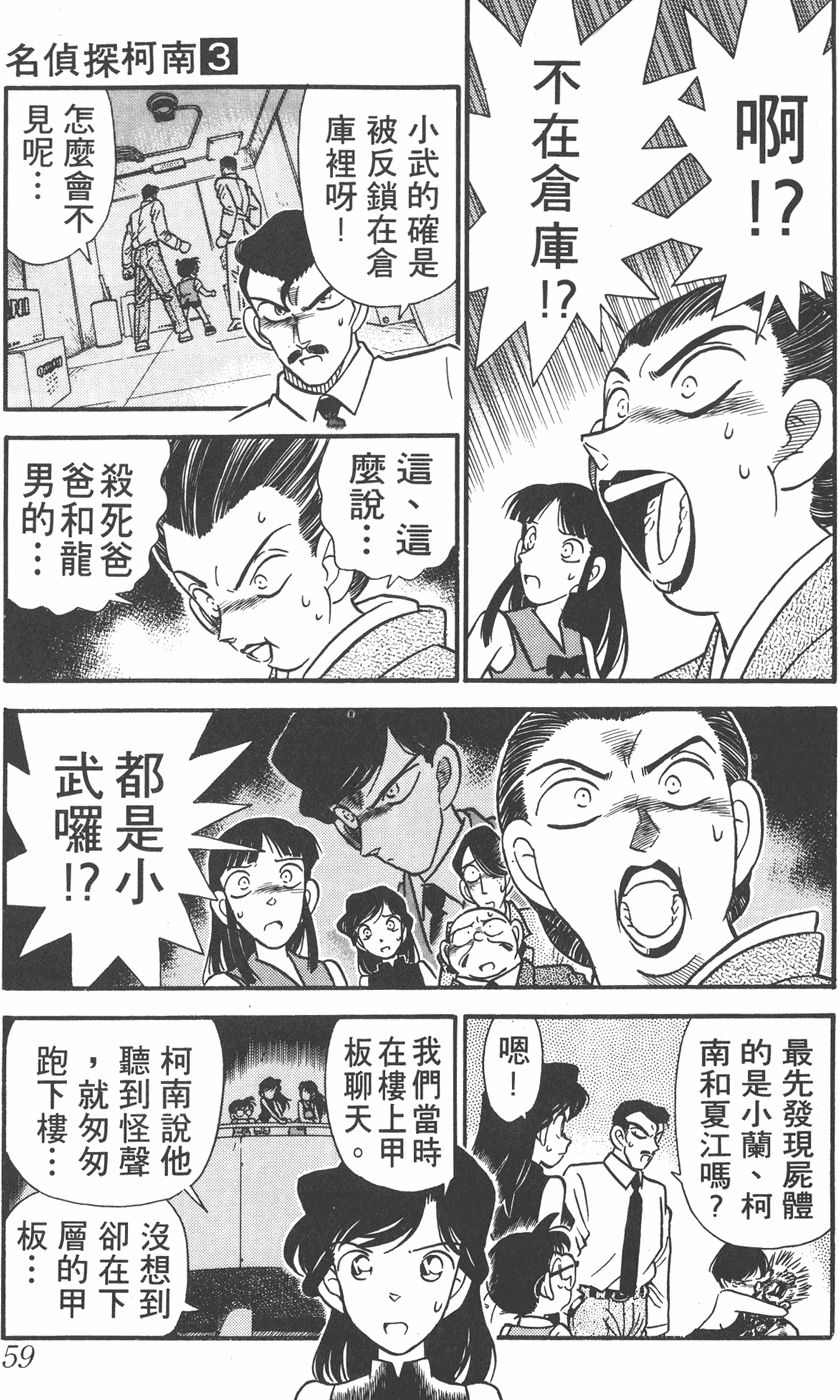 名偵探柯南3
啊!?
不在倉庫!?
小武的確是
被反鎖在倉
庫裡呀!
怎麼會不
見呢…
這、這
麼說…
殺死爸
爸和龍
男的…
都是小
武囉!?
最先發現屍體
的是小蘭、柯
南和夏江嗎?
嗯!
我們當時
在樓上甲
板聊天。
柯南說他
聽到怪聲
，就匆匆
跑下樓…
沒想到
卻在下
層的甲
板…
59